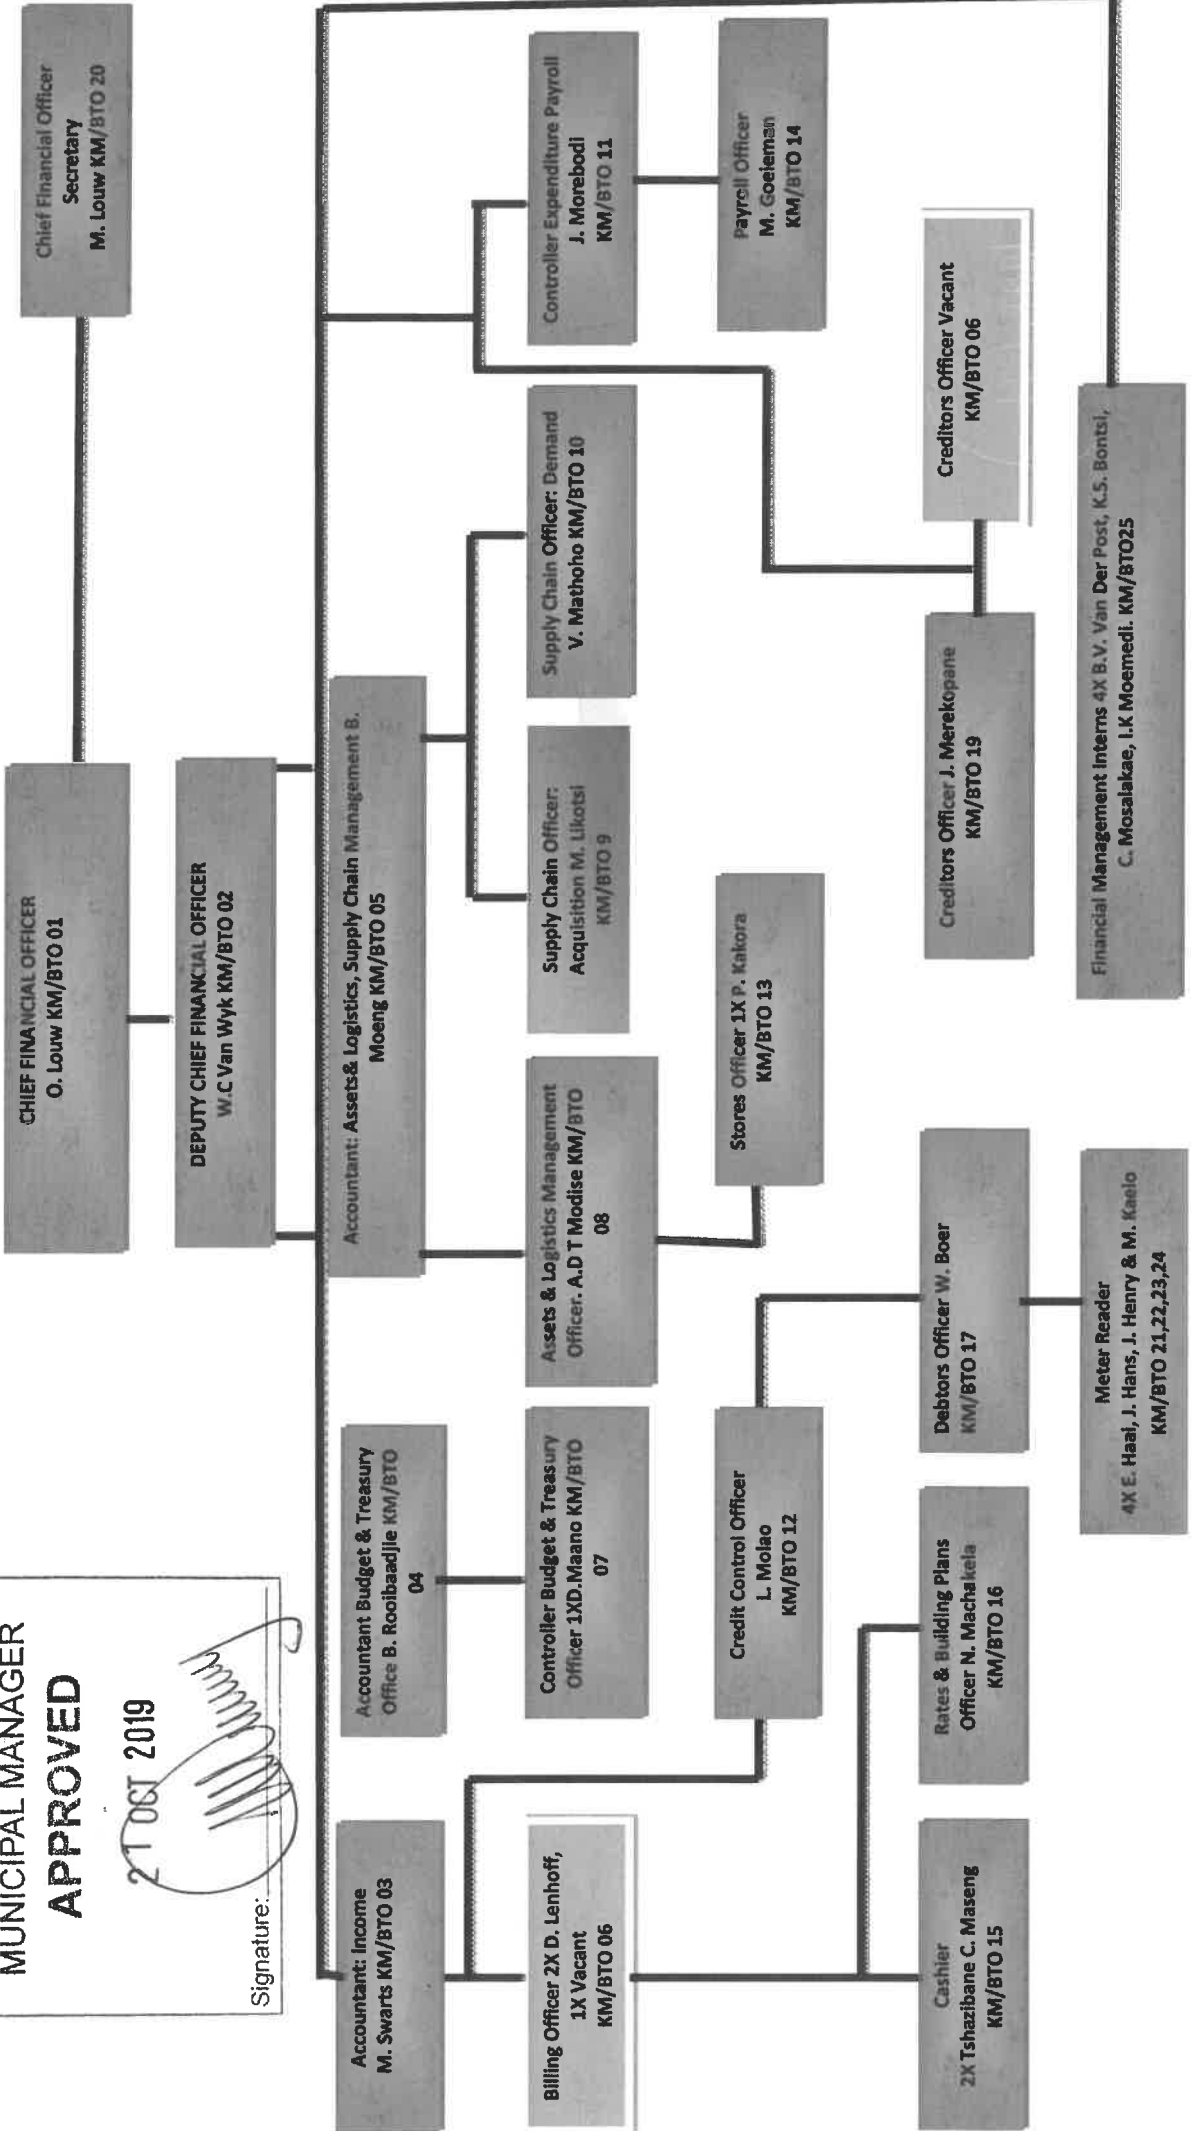 MUNICIPAL MANAGER
APPROVED
21 OCT 2019
Signature:
CHIEF FINANCIAL OFFICER
O. Louw KM/BTO 01
Chief Financial Officer
Secretary
M. Louw KM/BTO 20
DEPUTY CHIEF FINANCIAL OFFICER
W.C Van Wyk KM/BTO 02
Accountant: Income
M. Swarts KM/BTO 03
Accountant Budget & Treasury
Office B. Rooibaadjie KM/BTO
04
Accountant: Assets& Logistics, Supply Chain Management B.
Moeng KM/BTO 05
Billing Officer 2X D. Lenhoff,
1X Vacant
KM/BTO 06
Controller Budget & Treasury
Officer 1XD.Maano KM/BTO
07
Assets & Logistics Management
Officer. A.D T Modise KM/BTO
08
Supply Chain Officer:
Acquisition M. Likotsi
KM/BTO 9
Supply Chain Officer: Demand
V. Mathoho KM/BTO 10
Controller Expenditure Payroll
J. Morebodi
KM/BTO 11
Credit Control Officer
L. Molao
KM/BTO 12
Stores Officer 1X P. Kakora
KM/BTO 13
Payroll Officer
M. Goeieman
KM/BTO 14
Cashier
2X Tshazibane C. Maseng
KM/BTO 15
Rates & Building Plans
Officer N. Machakela
KM/BTO 16
Debtors Officer W. Boer
KM/BTO 17
Creditors Officer J. Merekopane
KM/BTO 19
Creditors Officer Vacant
KM/BTO 06
Meter Reader
4X E. Haai, J. Hans, J. Henry & M. Kaelo
KM/BTO 21,22,23,24
Financial Management Interns 4X B.V. Van Der Post, K.S. Bontsi,
C. Mosalakae, I.K Moemedi. KM/BTO25